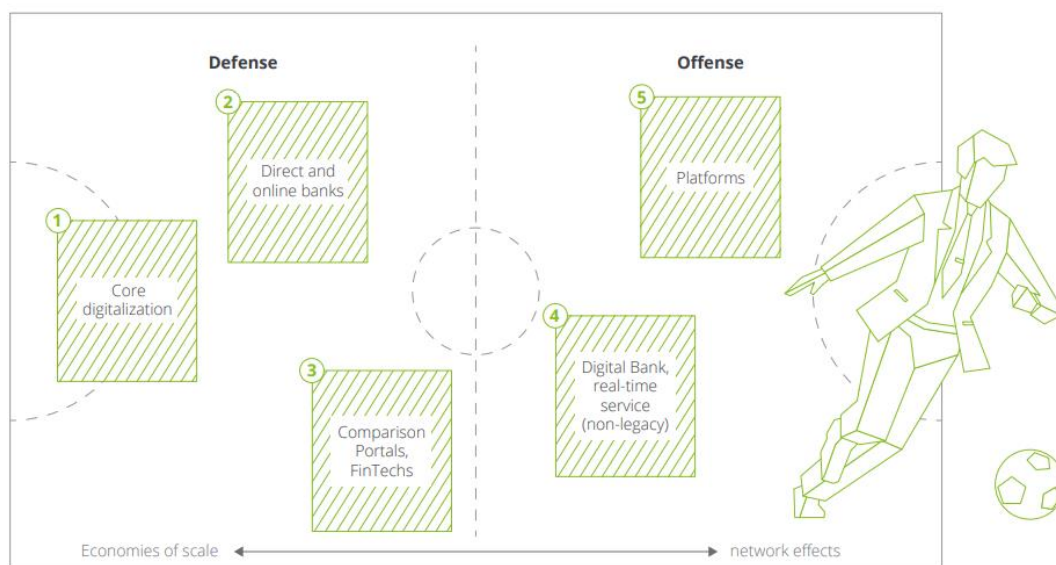 Defense
Offense
1
Core
digitalization
2
Direct and
online banks
3
Comparison
Portals,
FinTechs
4
Digital Bank,
real-time
service
(non-legacy)
5
Platforms
Economies of scale
network effects